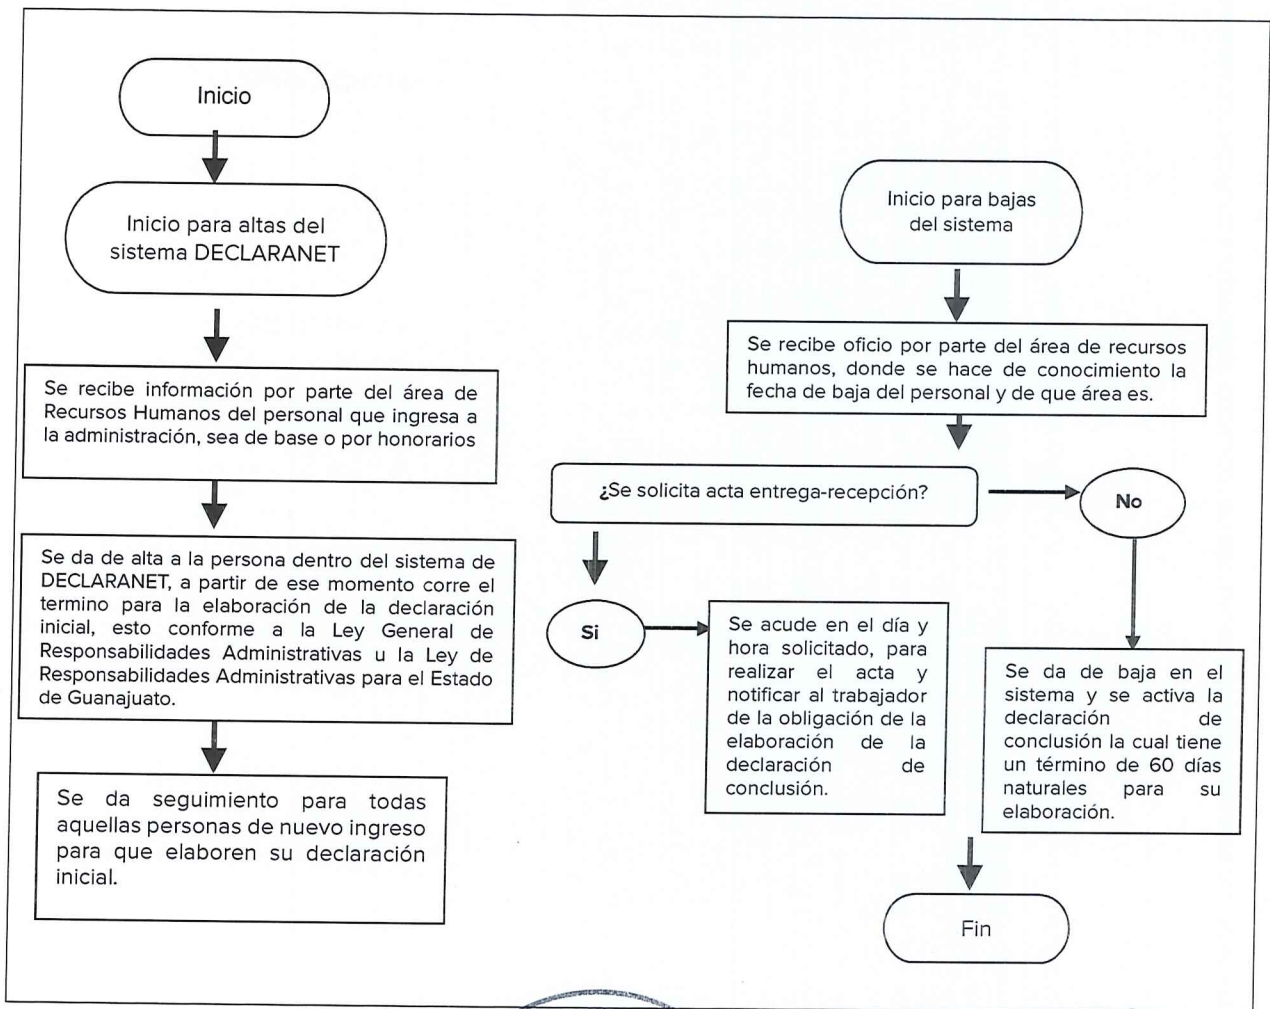 Inicio
Inicio para altas del
sistema DECLARANET
Se recibe información por parte del área de
Recursos Humanos del personal que ingresa a
la administración, sea de base o por honorarios
Se da de alta a la persona dentro del sistema de
DECLARANET, a partir de ese momento corre el
termino para la elaboración de la declaración
inicial, esto conforme a la Ley General de
Responsabilidades Administrativas u la Ley de
Responsabilidades Administrativas para el Estado
de Guanajuato.
Se da seguimiento para todas
aquellas personas de nuevo ingreso
para que elaboren su declaración
inicial.
Inicio para bajas
del sistema
Se recibe oficio por parte del área de recursos
humanos, donde se hace de conocimiento la
fecha de baja del personal y de que área es.
¿Se solicita acta entrega-recepción?
No
Si
Se acude en el día y
hora solicitado, para
realizar el acta y
notificar al trabajador
de la obligación de la
elaboración de la
declaración de
conclusión.
Se da de baja en el
sistema y se activa la
declaración de
conclusión la cual tiene
un término de 60 días
naturales para su
elaboración.
Fin